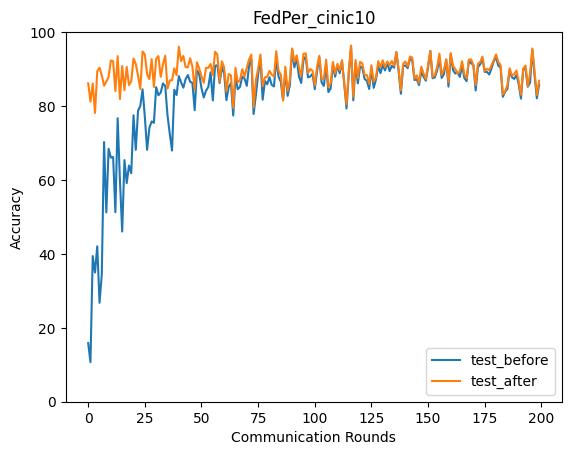 FedPer_cinic10
Accuracy
100
80
60
40
20
0
0 25 50 75 100 125 150 175 200
Communication Rounds
test_before
test_after